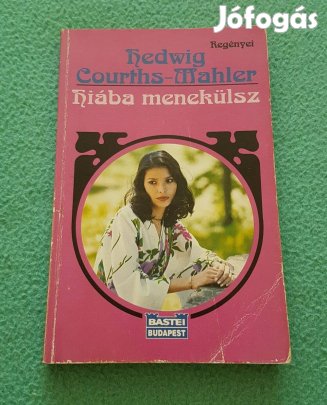 Jófogás
Regényei
Hedwig
Courths-Mahler
Hiába menekülsz
BASTEI
BUDAPEST